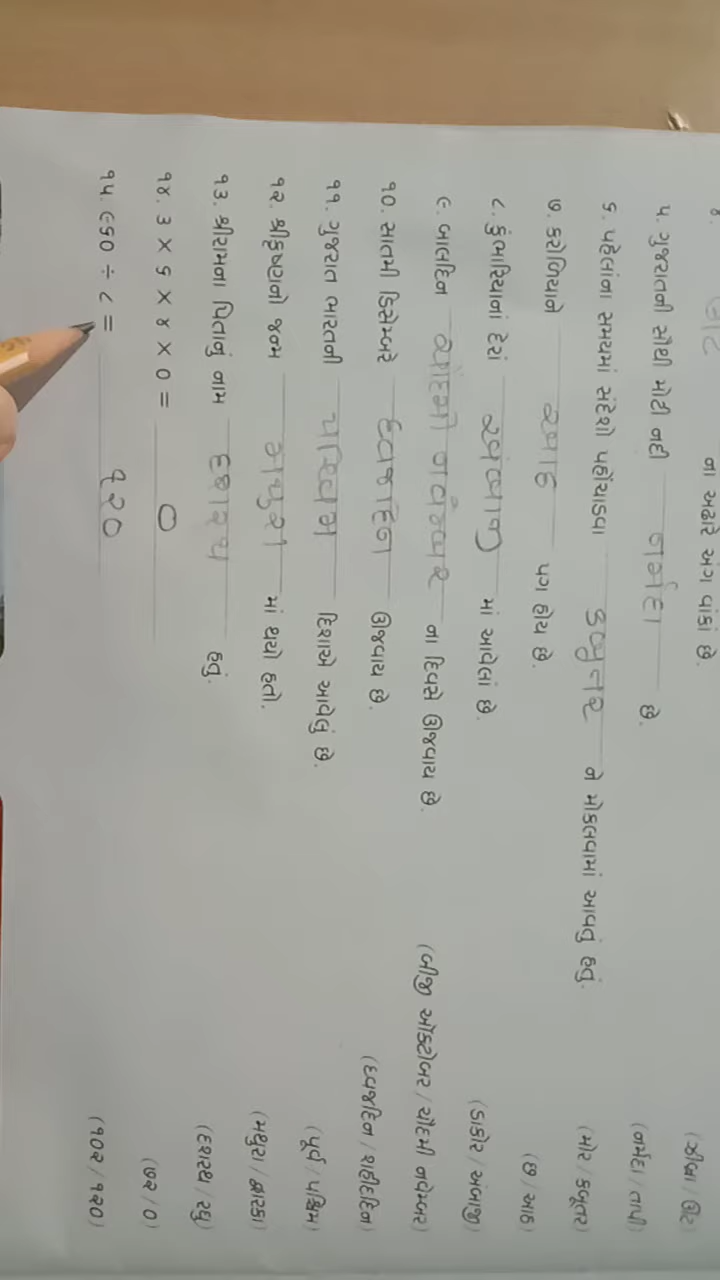 ૪. ઊંટ ના અઢારે અંગ વાંકાં છે. (ઊંટ)
૫. ગુજરાતની સૌથી મોટી નદી નર્મદા છે. (નર્મદા / તાપી)
૬. પહેલાંના સમયમાં સંદેશો પહોંચાડવા કબુતર ને મોકલવામાં આવતું હતું. (મોર / કબૂતર)
૭. કરોળિયાને આઠ પગ હોય છે. (છ / આઠ)
૮. કુંભારિયાનાં દેરાં અંબાજી માં આવેલાં છે. (ડાકોર / અંબાજી)
૯. બાલદિન ચૌદમી નવેમ્બર ના દિવસે ઊજવાય છે. (બીજી ઓક્ટોબર / ચૌદમી નવેમ્બર)
૧૦. સાતમી ડિસેમ્બરે ધ્વજદિન ઊજવાય છે. (ધ્વજદિન / શહીદદિન)
૧૧. ગુજરાત ભારતની પશ્ચિમ દિશાએ આવેલું છે. (પૂર્વ / પશ્ચિમ)
૧૨. શ્રીકૃષ્ણનો જન્મ મથુરા માં થયો હતો. (મથુરા / દ્વારકા)
૧૩. શ્રીરામના પિતાનું નામ દશરથ હતું. (દશરથ / રઘુ)
૧૪. ૩ × ૬ × ૪ × ૦ = ૦ (૭૨ / ૦)
૧૫. ૯૬૦ ÷ ૮ = ૧૨૦ (૧૦૨ / ૧૨૦)